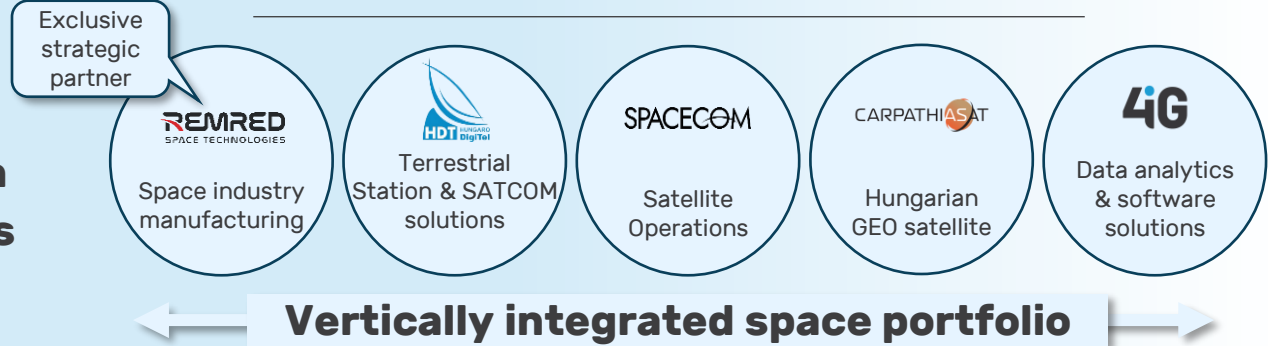 Exclusive
strategic
partner
REMRED
SPACE TECHNOLOGIES
Space industry
manufacturing
HDT HUNGARO
DigiTel
Terrestrial
Station & SATCOM
solutions
SPACECOM
Satellite
Operations
CARPATHIASAT
Hungarian
GEO satellite
4iG
Data analytics
& software
solutions
s
Vertically integrated space portfolio